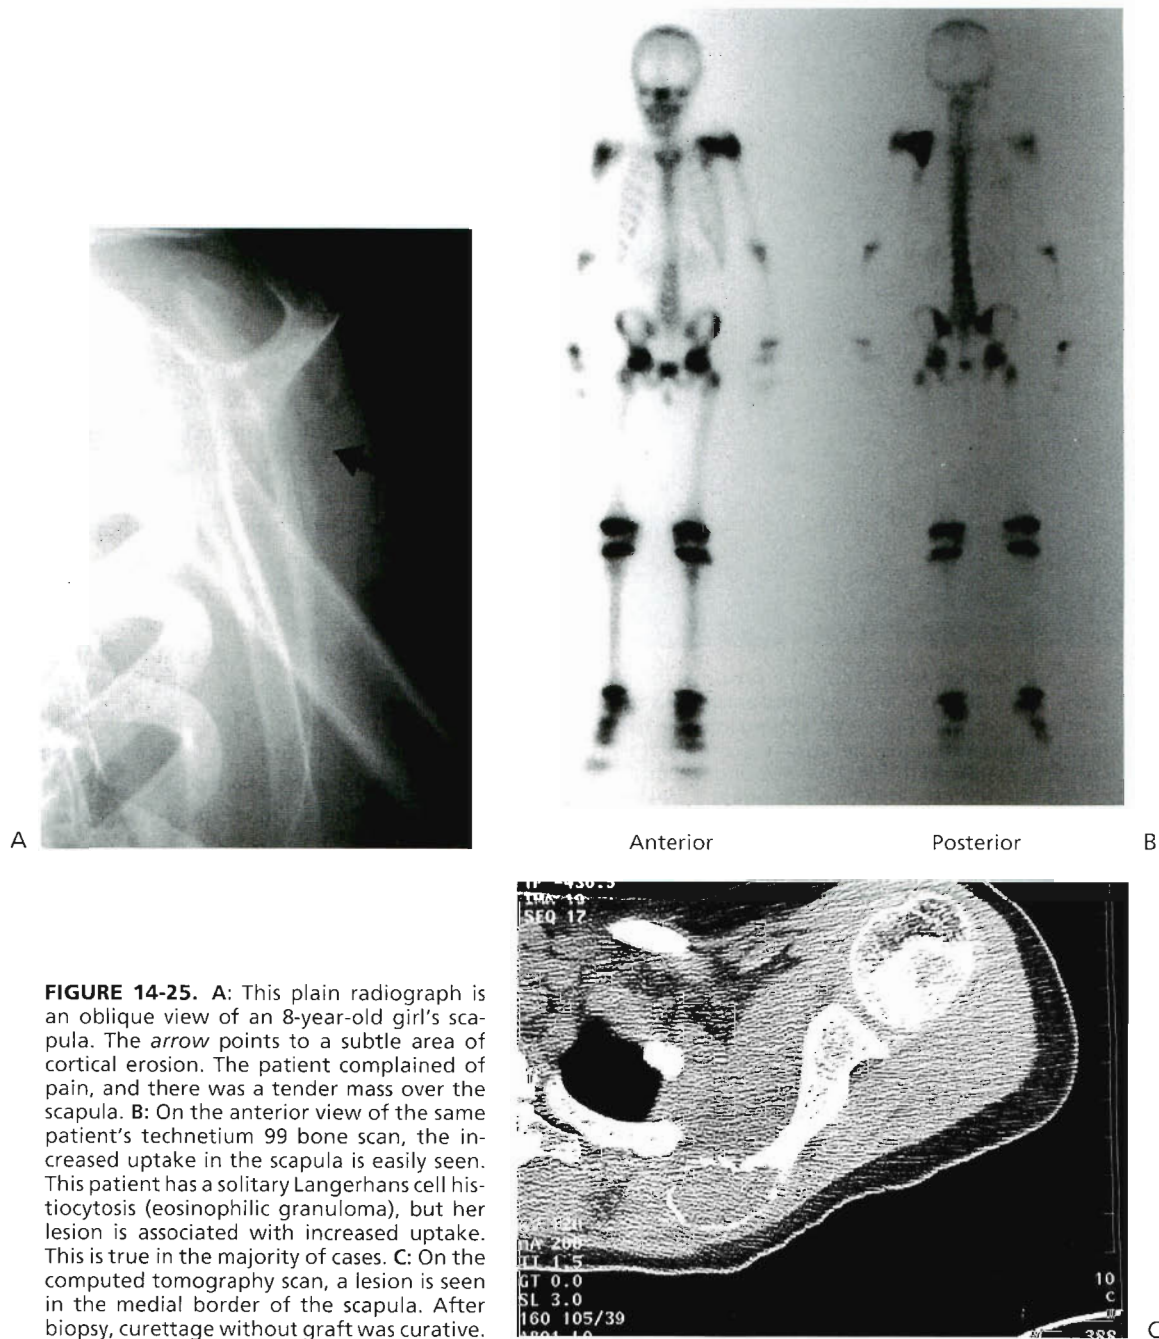 A
Anterior
Posterior
B
SEQ 17
FIGURE 14-25. A: This plain radiograph is
an oblique view of an 8-year-old girl's sca-
pula. The arrow points to a subtle area of
cortical erosion. The patient complained of
pain, and there was a tender mass over the
scapula. B: On the anterior view of the same
patient's technetium 99 bone scan, the in-
creased uptake in the scapula is easily seen.
This patient has a solitary Langerhans cell his-
tiocytosis (eosinophilic granuloma), but her
lesion is associated with increased uptake.
This is true in the majority of cases. C: On the
computed tomography scan, a lesion is seen
in the medial border of the scapula. After
biopsy, curettage without graft was curative.
TI 1.5
GT 0.0
SL 3.0
160 105/39
10
C
C